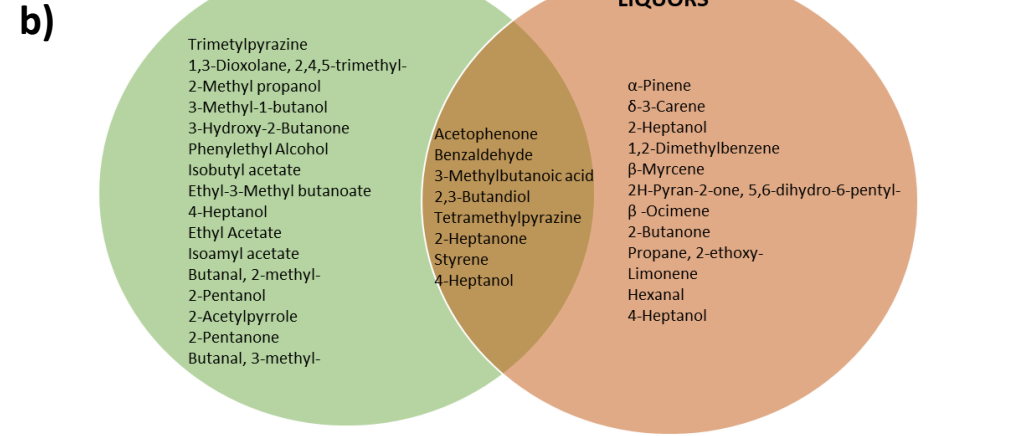 b)
LIQUORS
Trimetylpyrazine
1,3-Dioxolane, 2,4,5-trimethyl-
2-Methyl propanol
3-Methyl-1-butanol
3-Hydroxy-2-Butanone
Phenylethyl Alcohol
Isobutyl acetate
Ethyl-3-Methyl butanoate
4-Heptanol
Ethyl Acetate
Isoamyl acetate
Butanal, 2-methyl-
2-Pentanol
2-Acetylpyrrole
2-Pentanone
Butanal, 3-methyl-
Acetophenone
Benzaldehyde
3-Methylbutanoic acid
2,3-Butandiol
Tetramethylpyrazine
2-Heptanone
Styrene
4-Heptanol
α-Pinene
δ-3-Carene
2-Heptanol
1,2-Dimethylbenzene
β-Myrcene
2H-Pyran-2-one, 5,6-dihydro-6-pentyl-
β -Ocimene
2-Butanone
Propane, 2-ethoxy-
Limonene
Hexanal
4-Heptanol